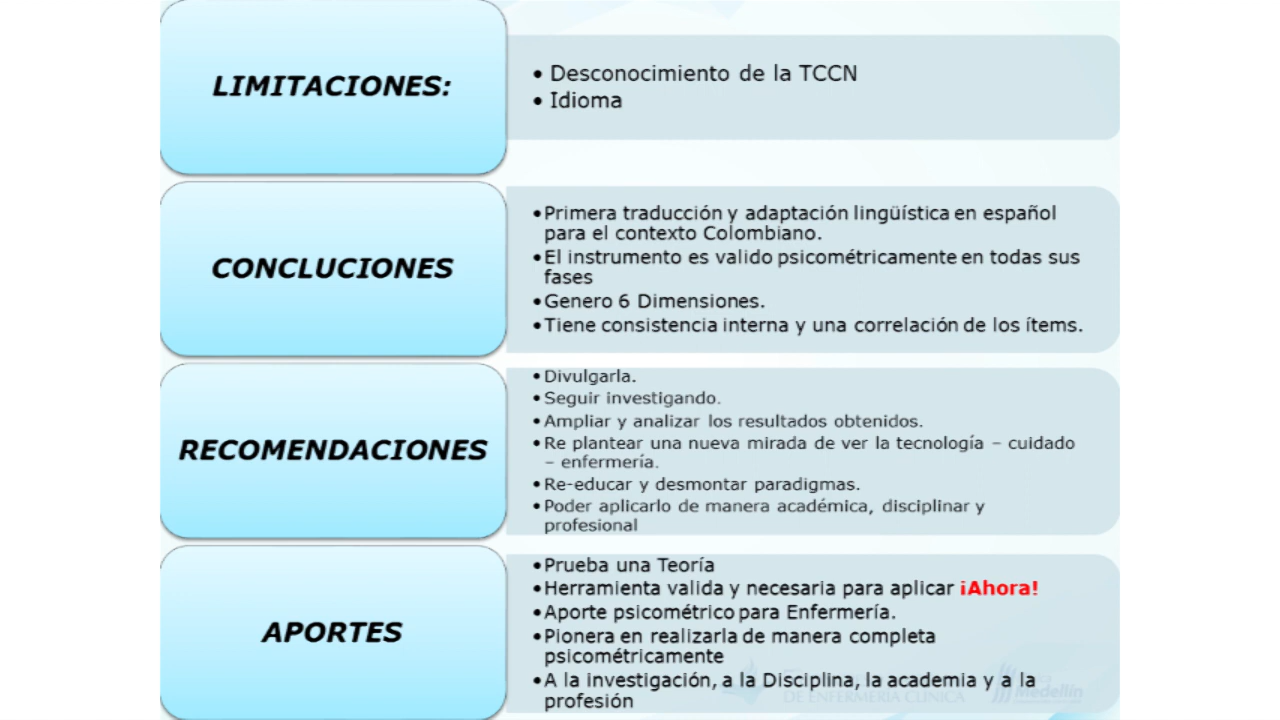 LIMITACIONES:
• Desconocimiento de la TCCN
• Idioma
CONCLUCIONES
• Primera traducción y adaptación lingüística en español
para el contexto Colombiano.
• El instrumento es valido psicométricamente en todas sus
fases
• Genero 6 Dimensiones.
• Tiene consistencia interna y una correlación de los ítems.
RECOMENDACIONES
• Divulgarla.
• Seguir investigando.
• Ampliar y analizar los resultados obtenidos.
• Re plantear una nueva mirada de ver la tecnología – cuidado
– enfermería.
• Re-educar y desmontar paradigmas.
• Poder aplicarlo de manera académica, disciplinar y
profesional
APORTES
• Prueba una Teoría
• Herramienta valida y necesaria para aplicar ¡Ahora!
• Aporte psicométrico para Enfermería.
• Pionera en realizarla de manera completa
psicométricamente
• A la investigación, a la Disciplina, la academia y a la
profesión
DE ENFERMERÍA CLÍNICA
Medellín